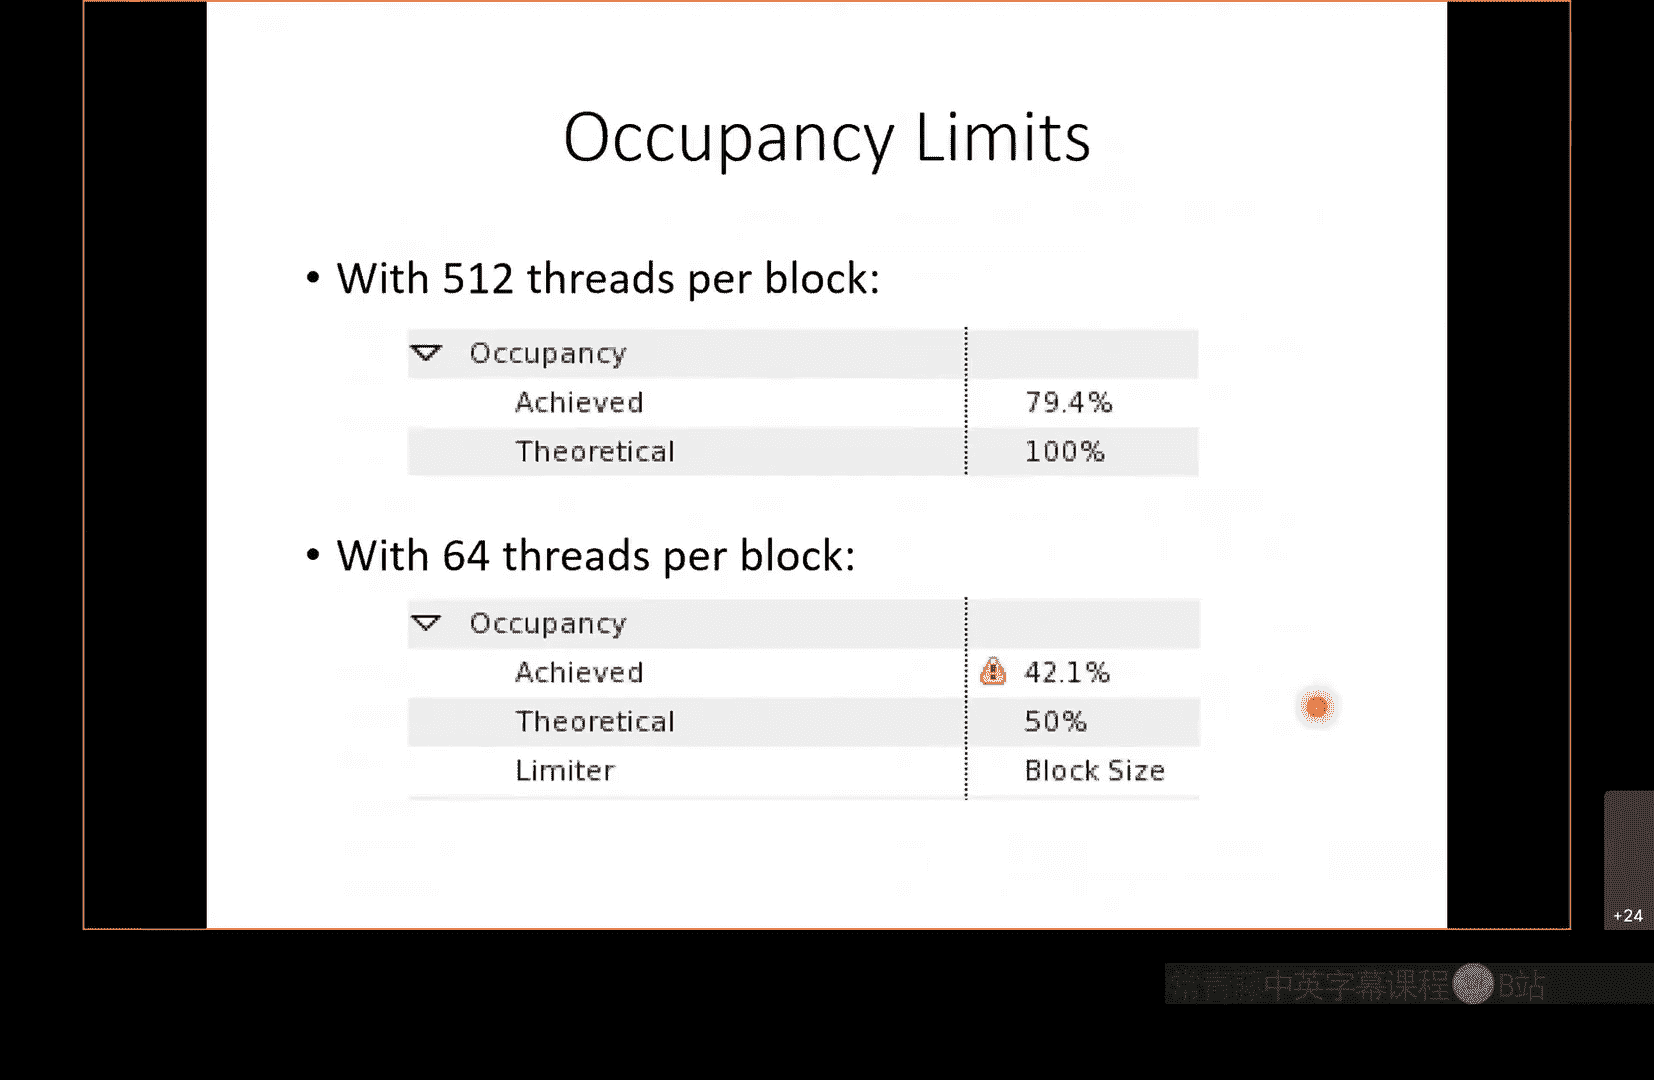 Occupancy Limits
• With 512 threads per block:
Occupancy
Achieved 79.4%
Theoretical 100%
• With 64 threads per block:
Occupancy
Achieved 42.1%
Theoretical 50%
Limiter Block Size
+24
中英字幕课程 B站